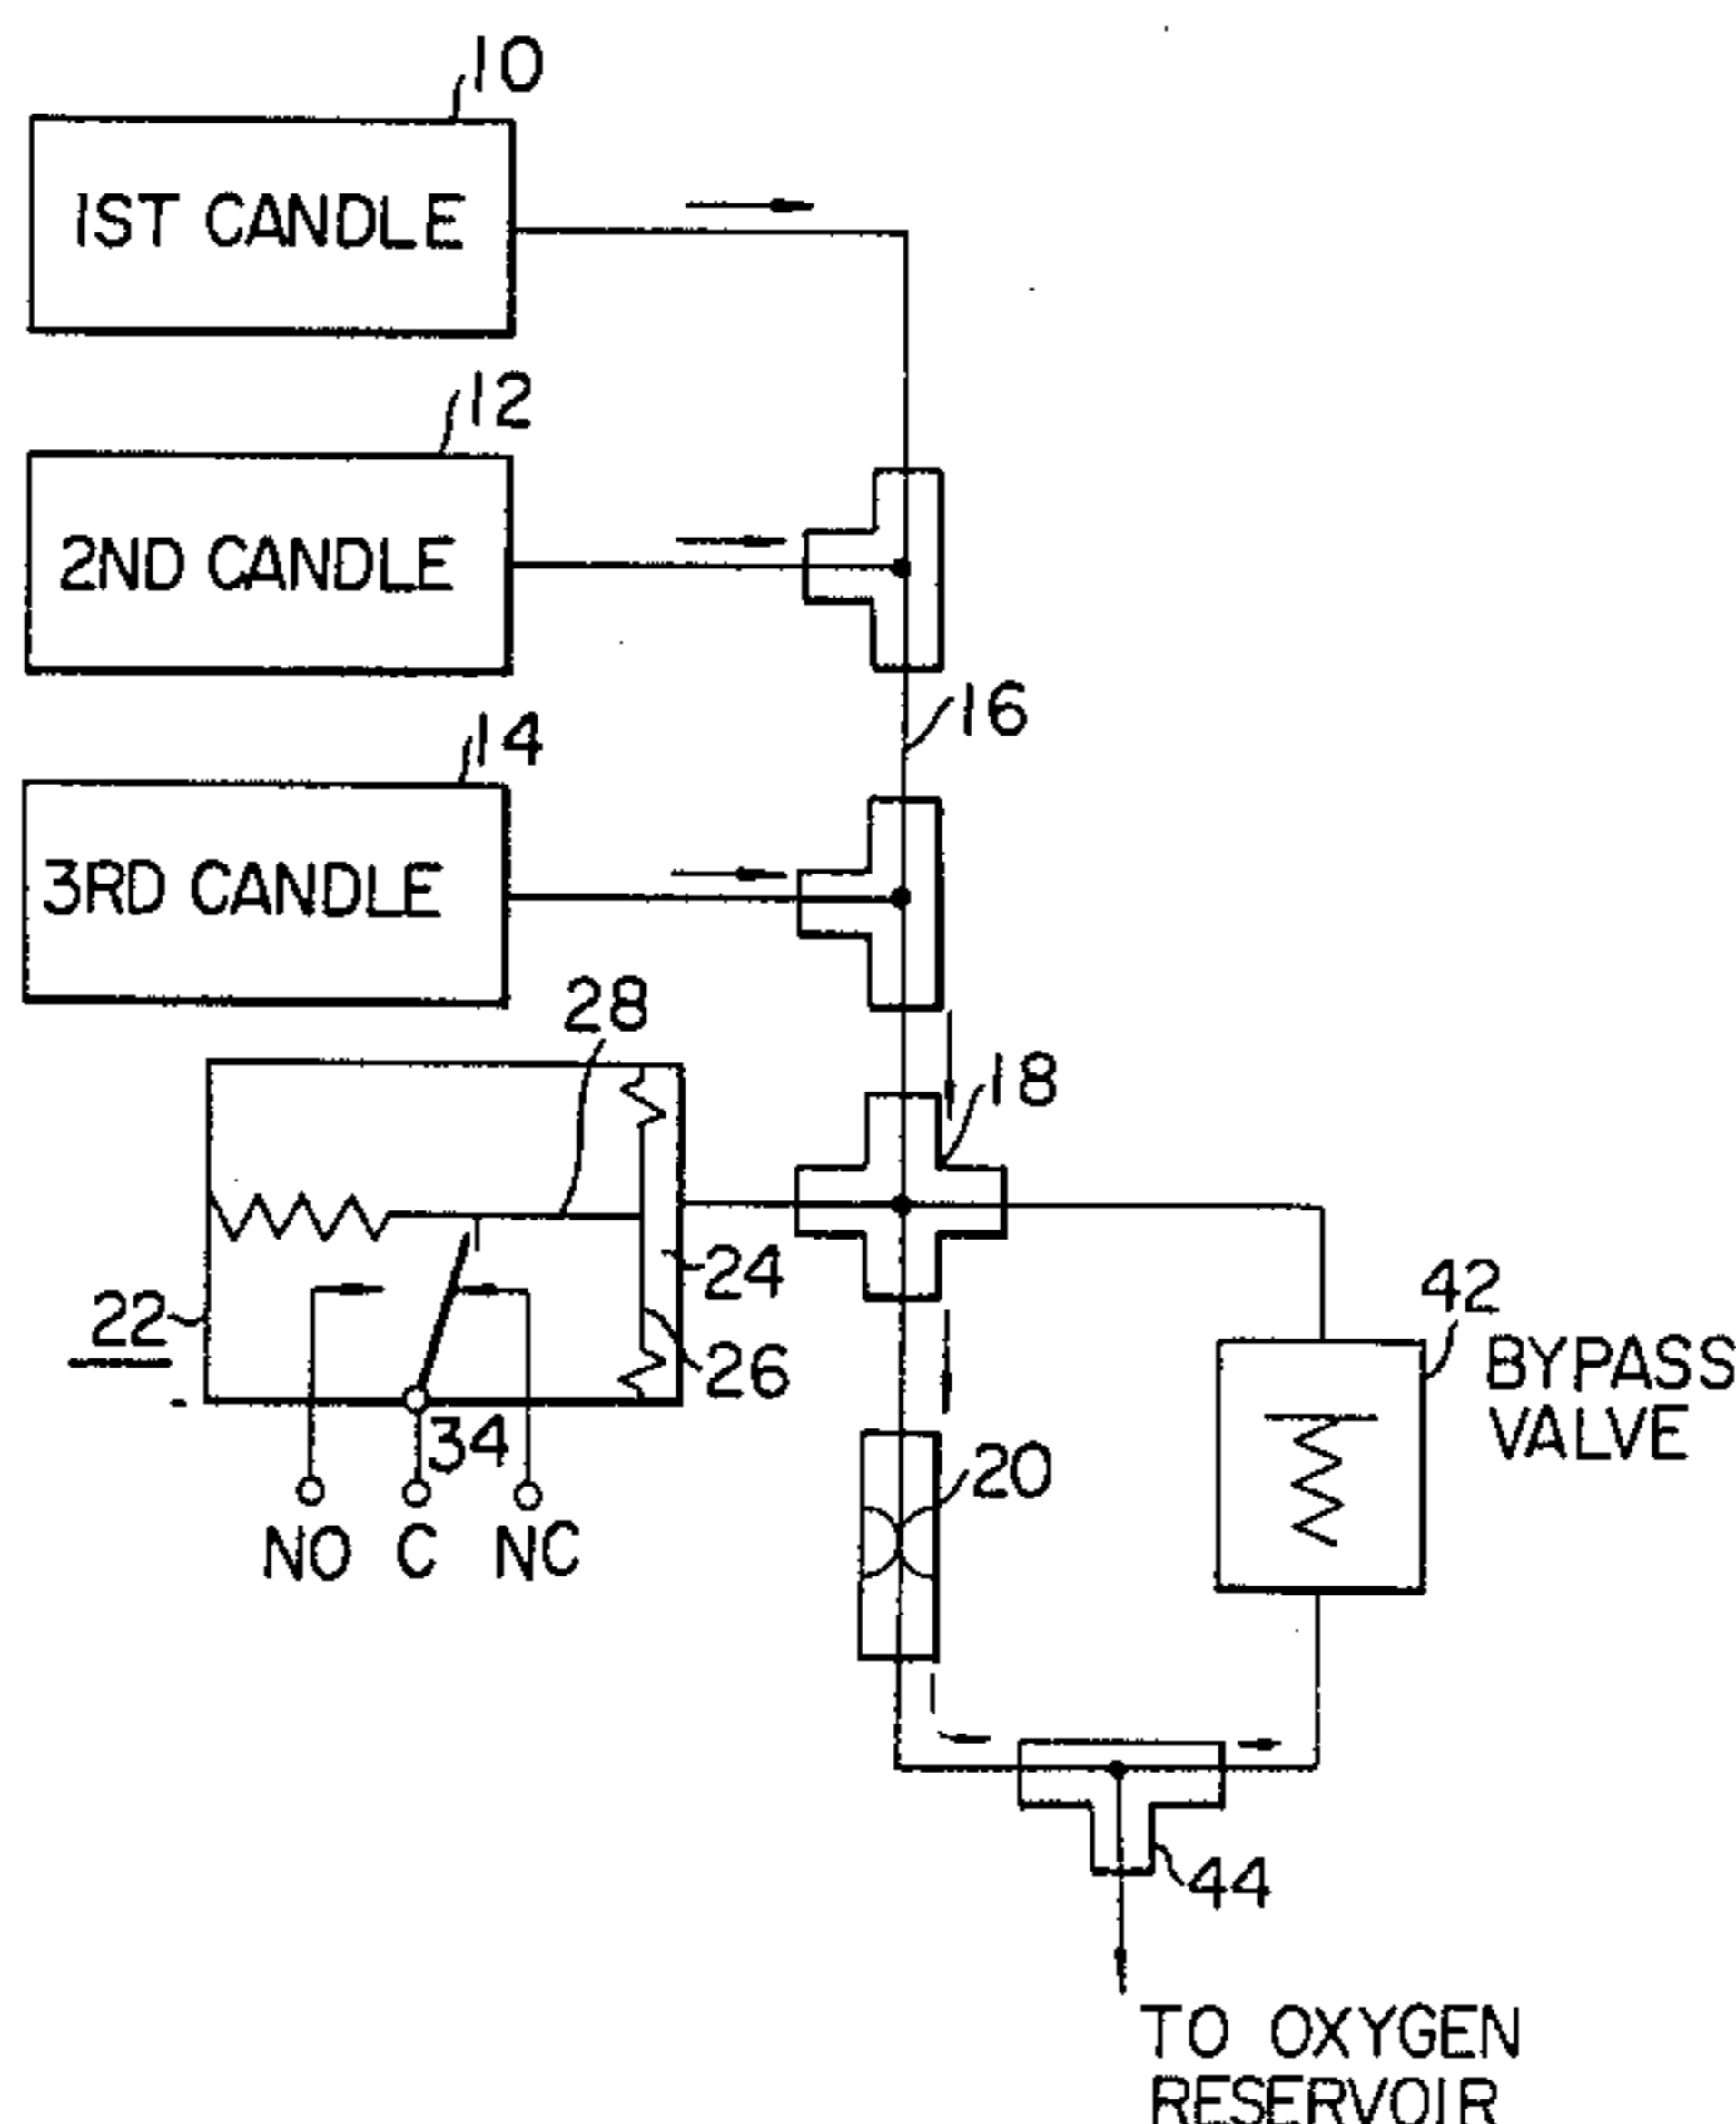 10
1ST CANDLE
12
2ND CANDLE
16
14
3RD CANDLE
28
18
24
22
26
42
BYPASS
VALVE
34
20
NO C NC
44
TO OXYGEN
RESERVOIR